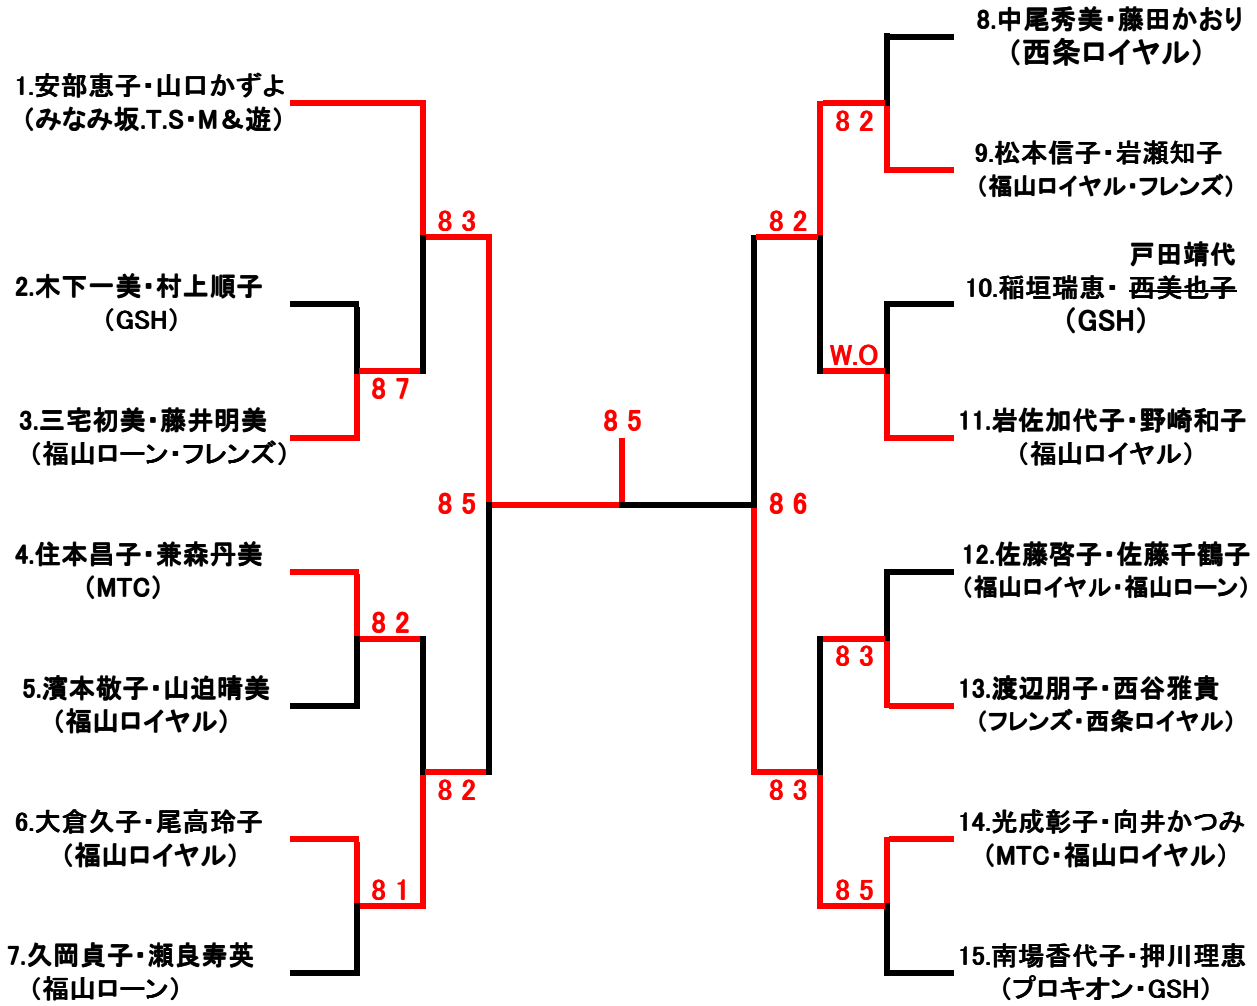 1.安部恵子・山口かずよ
（みなみ坂.T.S・M＆遊）
2.木下一美・村上順子
（GSH）
3.三宅初美・藤井明美
（福山ローン・フレンズ）
4.住本昌子・兼森丹美
（MTC）
5.濱本敬子・山迫晴美
（福山ロイヤル）
6.大倉久子・尾高玲子
（福山ロイヤル）
7.久岡貞子・瀬良寿英
（福山ローン）
8 3
8 7
8 5
8 2
8 2
8 1
8 5
8 2
8 2
W.O
8 6
8 3
8 3
8 5
8.中尾秀美・藤田かおり
（西条ロイヤル）
9.松本信子・岩瀬知子
（福山ロイヤル・フレンズ）
戸田靖代
10.稲垣瑞恵・ 西美也子
（GSH）
11.岩佐加代子・野崎和子
（福山ロイヤル）
12.佐藤啓子・佐藤千鶴子
（福山ロイヤル・福山ローン）
13.渡辺朋子・西谷雅貴
（フレンズ・西条ロイヤル）
14.光成彰子・向井かつみ
（MTC・福山ロイヤル）
15.南場香代子・押川理恵
（プロキオン・GSH）